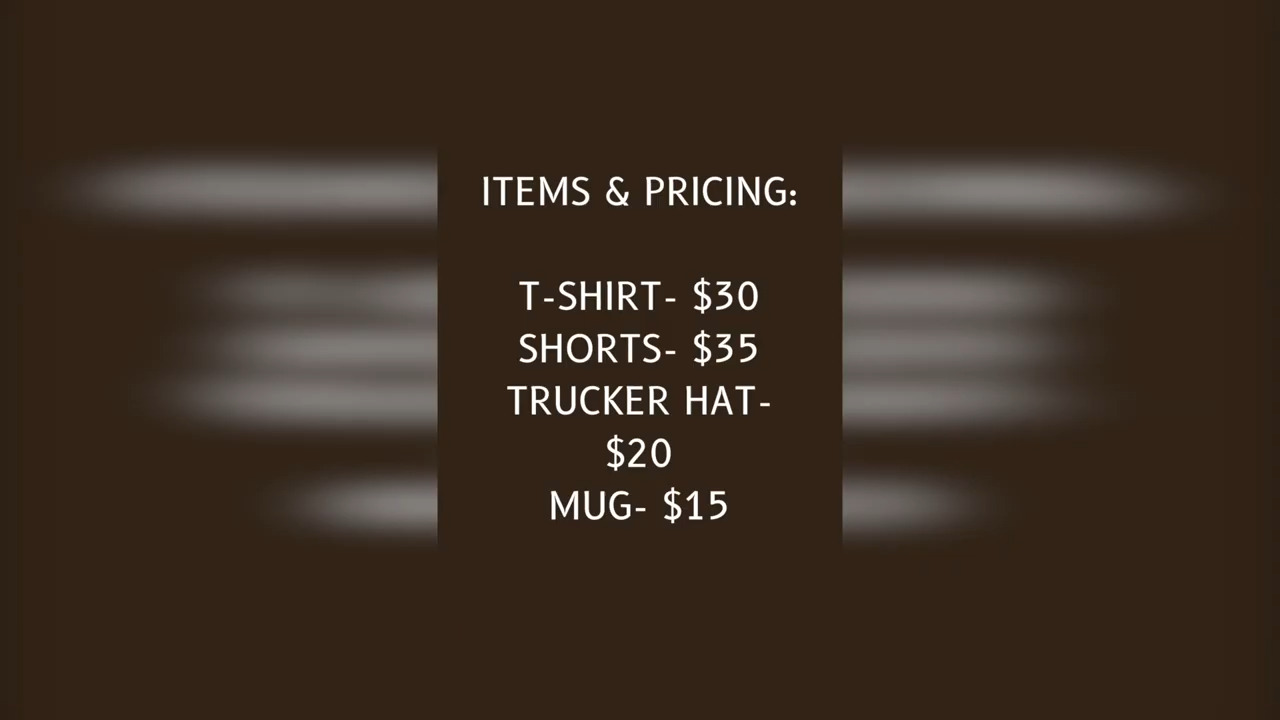 ITEMS & PRICING:
T-SHIRT- $30
SHORTS- $35
TRUCKER HAT-
$20
MUG- $15